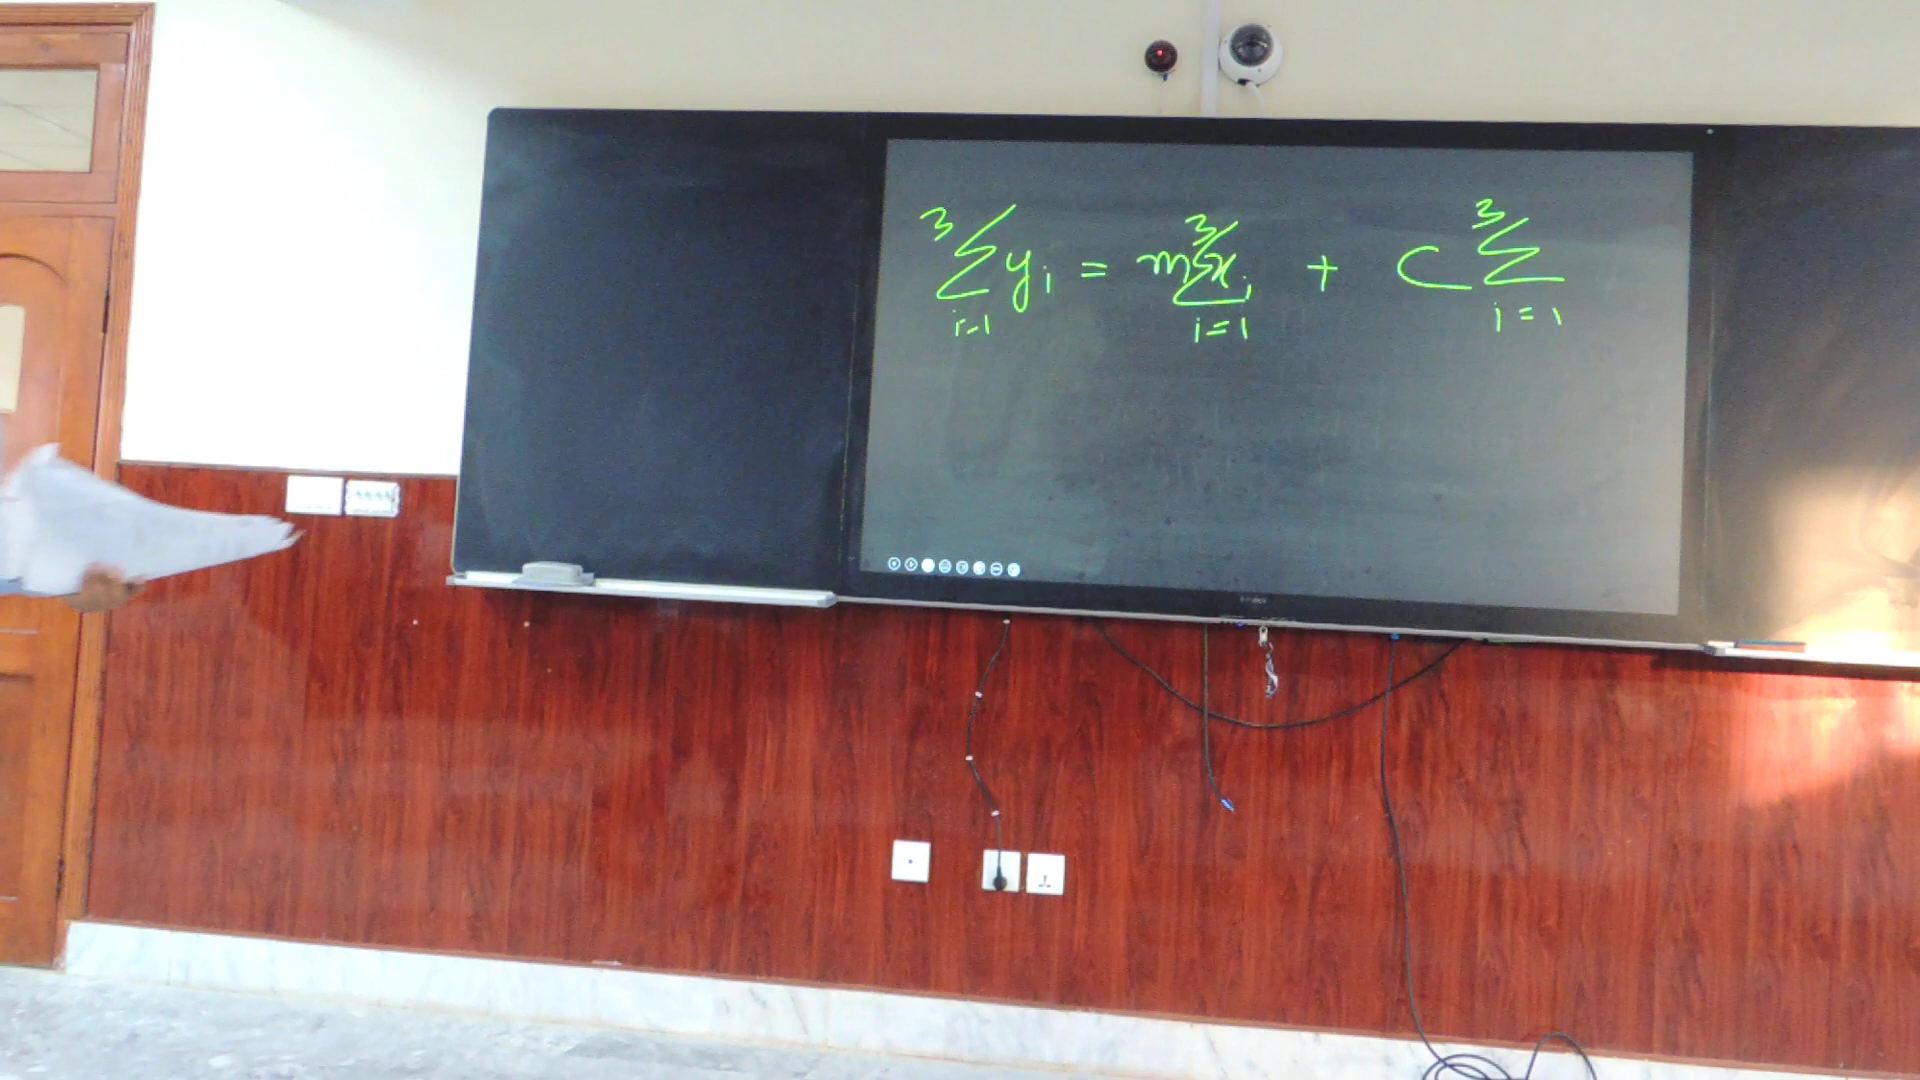 3∑i=1 yi = m 3∑i=1 xi + C 3∑i=1